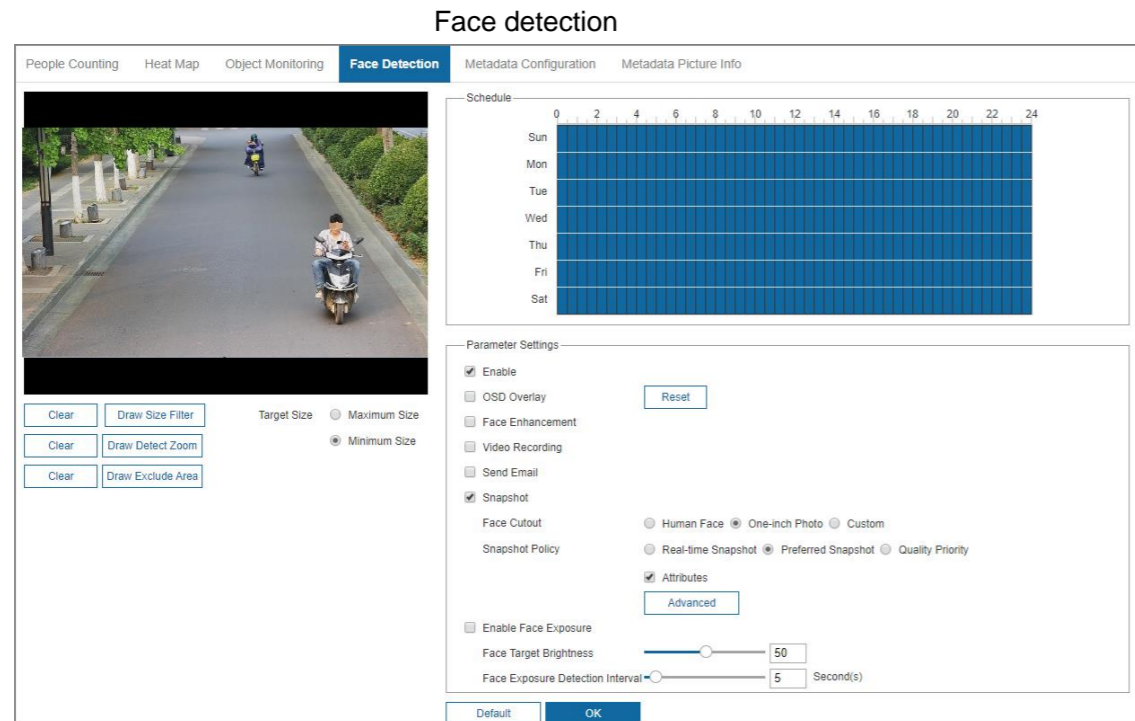 Face detection
People Counting Heat Map Object Monitoring Face Detection Metadata Configuration Metadata Picture Info
Schedule
0 2 4 6 8 10 12 14 16 18 20 22 24
Sun
Mon
Tue
Wed
Thu
Fri
Sat
Clear Draw Size Filter Target Size Maximum Size
Clear Draw Detect Zoom Minimum Size
Clear Draw Exclude Area
Parameter Settings
Enable
OSD Overlay Reset
Face Enhancement
Video Recording
Send Email
Snapshot
Face Cutout Human Face One-inch Photo Custom
Snapshot Policy Real-time Snapshot Preferred Snapshot Quality Priority
Attributes
Advanced
Enable Face Exposure
Face Target Brightness 50
Face Exposure Detection Interval 5 Second(s)
Default OK